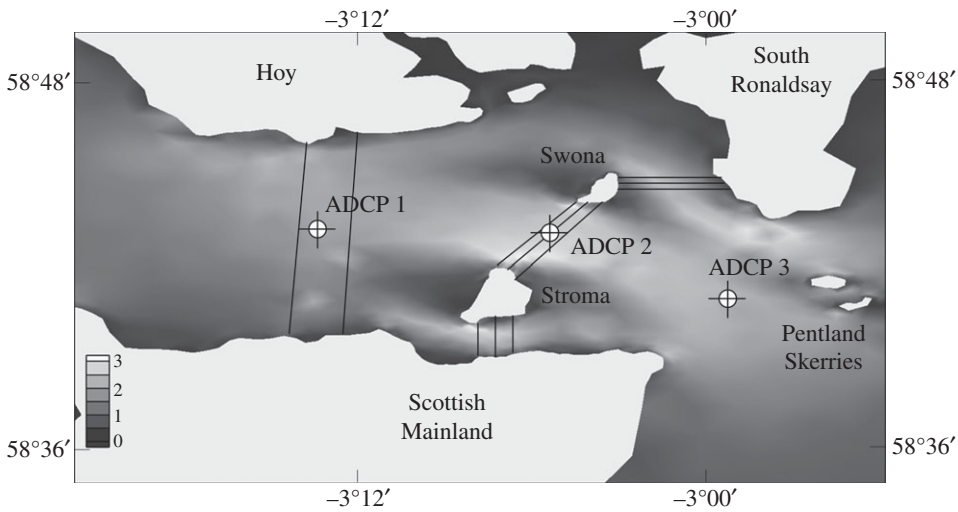 −3°12′
−3°00′
58°48′
58°48′
Hoy
South
Ronaldsay
Swona
ADCP 1
ADCP 2
ADCP 3
Stroma
Pentland
Skerries
3
2
1
0
Scottish
Mainland
58°36′
58°36′
−3°12′
−3°00′